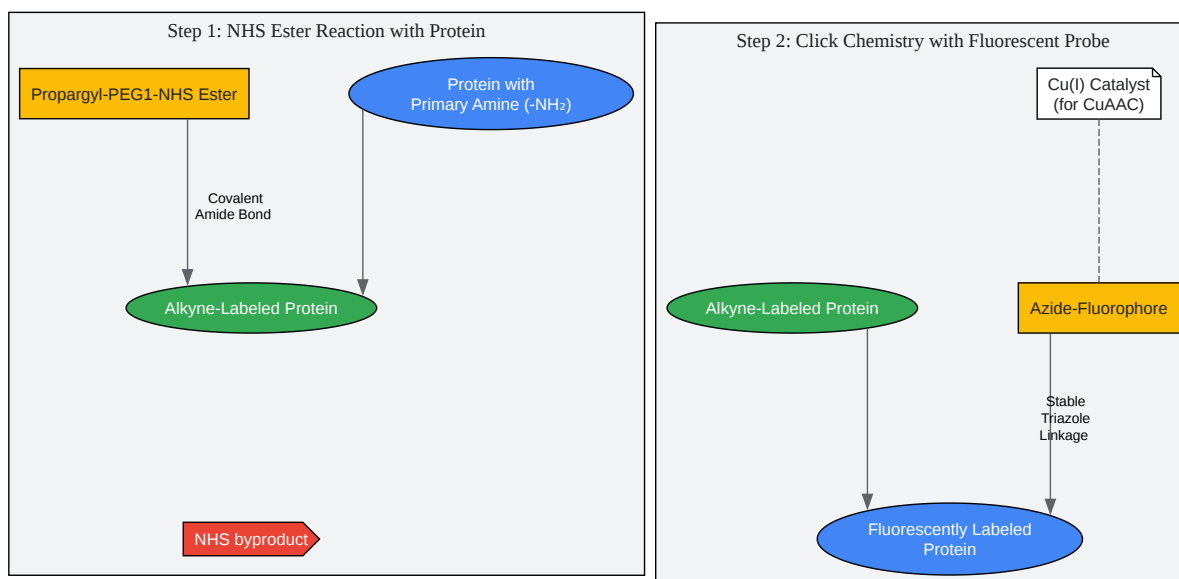 Step 1: NHS Ester Reaction with Protein
Propargyl-PEG1-NHS Ester
Protein with
Primary Amine (-NH₂)
Covalent
Amide Bond
Alkyne-Labeled Protein
NHS byproduct
Step 2: Click Chemistry with Fluorescent Probe
Cu(I) Catalyst
(for CuAAC)
Alkyne-Labeled Protein
Azide-Fluorophore
Stable
Triazole
Linkage
Fluorescently Labeled
Protein